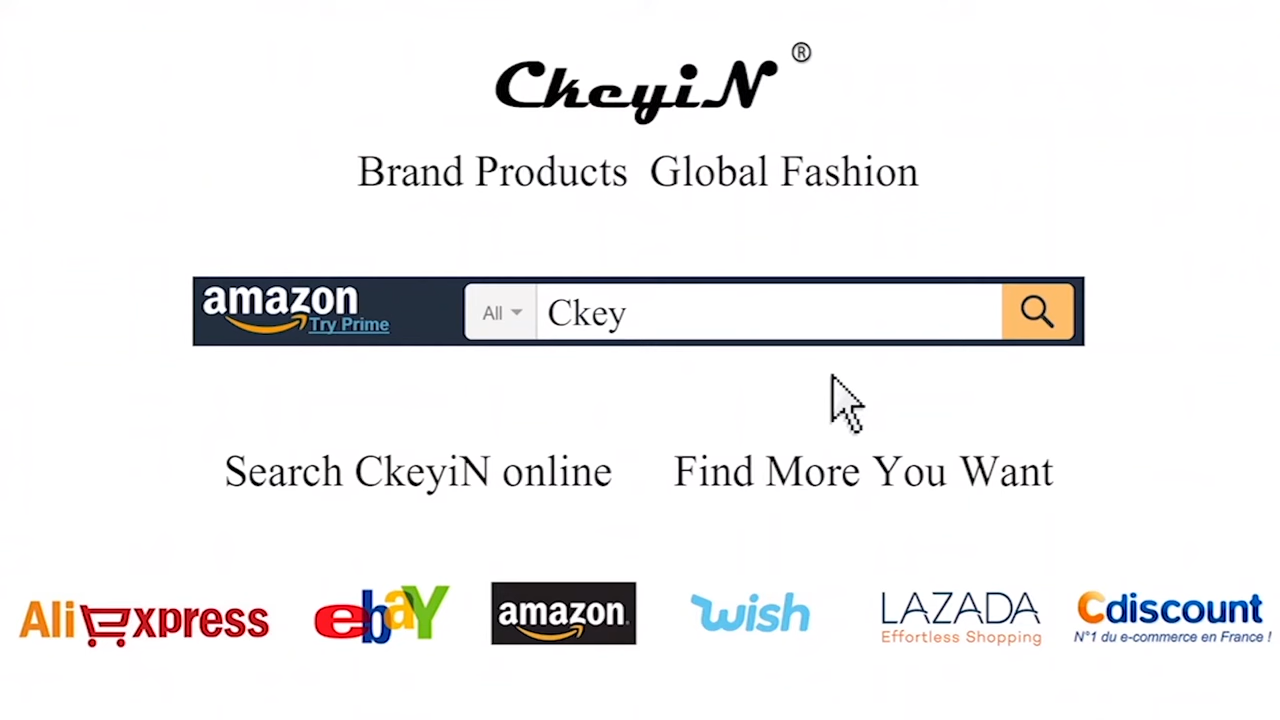 CkeyiN ®
Brand Products Global Fashion
amazon Try Prime All Ckey
Search CkeyiN online Find More You Want
AliExpress ebay amazon wish LAZADA Cdiscount
Effortless Shopping N°1 du e-commerce en France !